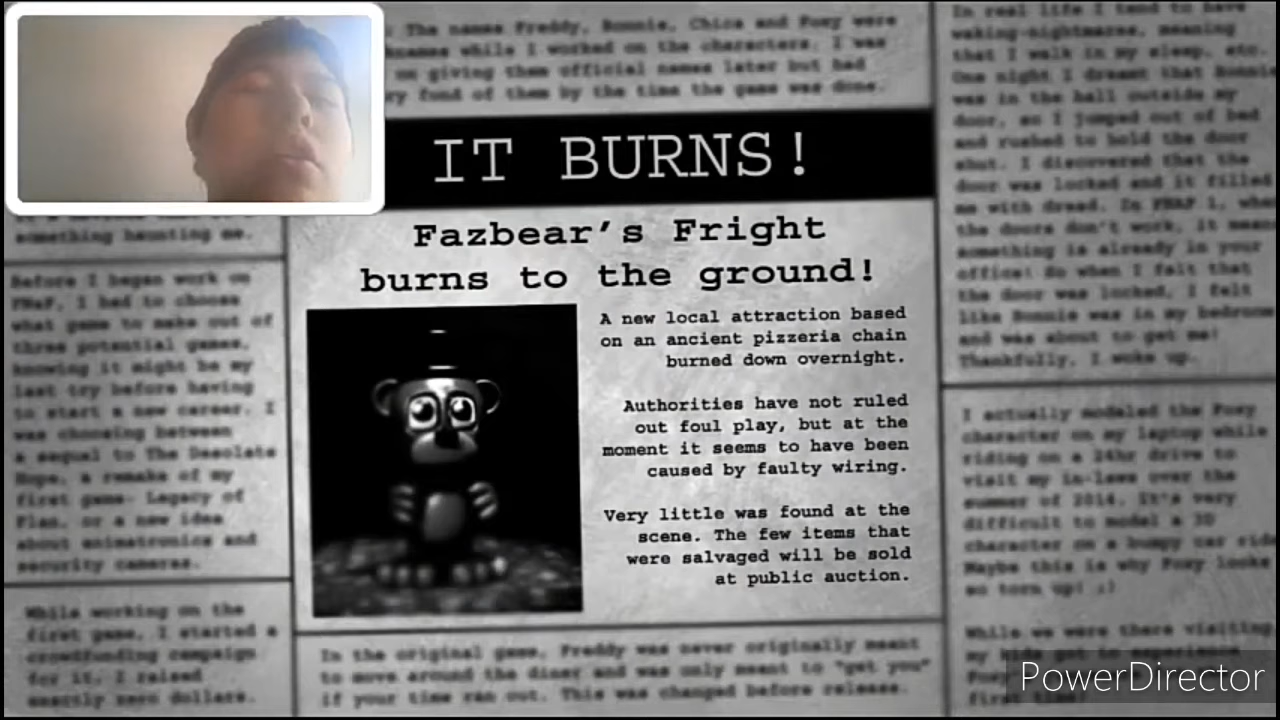 The names Freddy, Bonnie, Chica and Foxy were
while I worked on the characters; I was
on giving them official names later but had
fond of them by the time the game was done.
IT BURNS!
Fazbear's Fright
burns to the ground!
A new local attraction based
on an ancient pizzeria chain
burned down overnight.
Authorities have not ruled
out foul play, but at the
moment it seems to have been
caused by faulty wiring.
Very little was found at the
scene. The few items that
were salvaged will be sold
at public auction.
something haunting me.
Before I began work on
FNaF, I had to choose
what game to make out of
three potential games,
knowing it might be my
last try before having
to start a new career. I
was choosing between
a sequel to The Desolate
Hope, a remake of my
first game- Legacy of
Flan, or a new idea
about animatronics and
security cameras.
While working on the
first game, I started a
crowdfunding campaign
for it. I raised
exactly zero dollars.
In the original game, Freddy was never originally meant
to move around the diner and was only meant to "get you"
if your time ran out. This was changed before release.
In real life I tend to have
waking-nightmares, meaning
that I walk in my sleep, etc.
One night I dreamt that Bonnie
was in the hall outside my
door, so I jumped out of bed
and rushed to hold the door
shut. I discovered that the
door was locked and it filled
me with dread. In FNAF 1, when
the doors don't work, it means
something is already in your
office! So when I felt that
the door was locked, I felt
like Bonnie was in my bedroom
and was about to get me!
Thankfully, I woke up.
I actually modeled the Foxy
character on my laptop while
riding on a 24hr drive to
visit my in-laws over the
summer of 2014. It's very
difficult to model a 3D
character on a bumpy car ride
Maybe this is why Foxy looks
so torn up! ;)
While we were there visiting,
my kids got to experience
first time!
PowerDirector